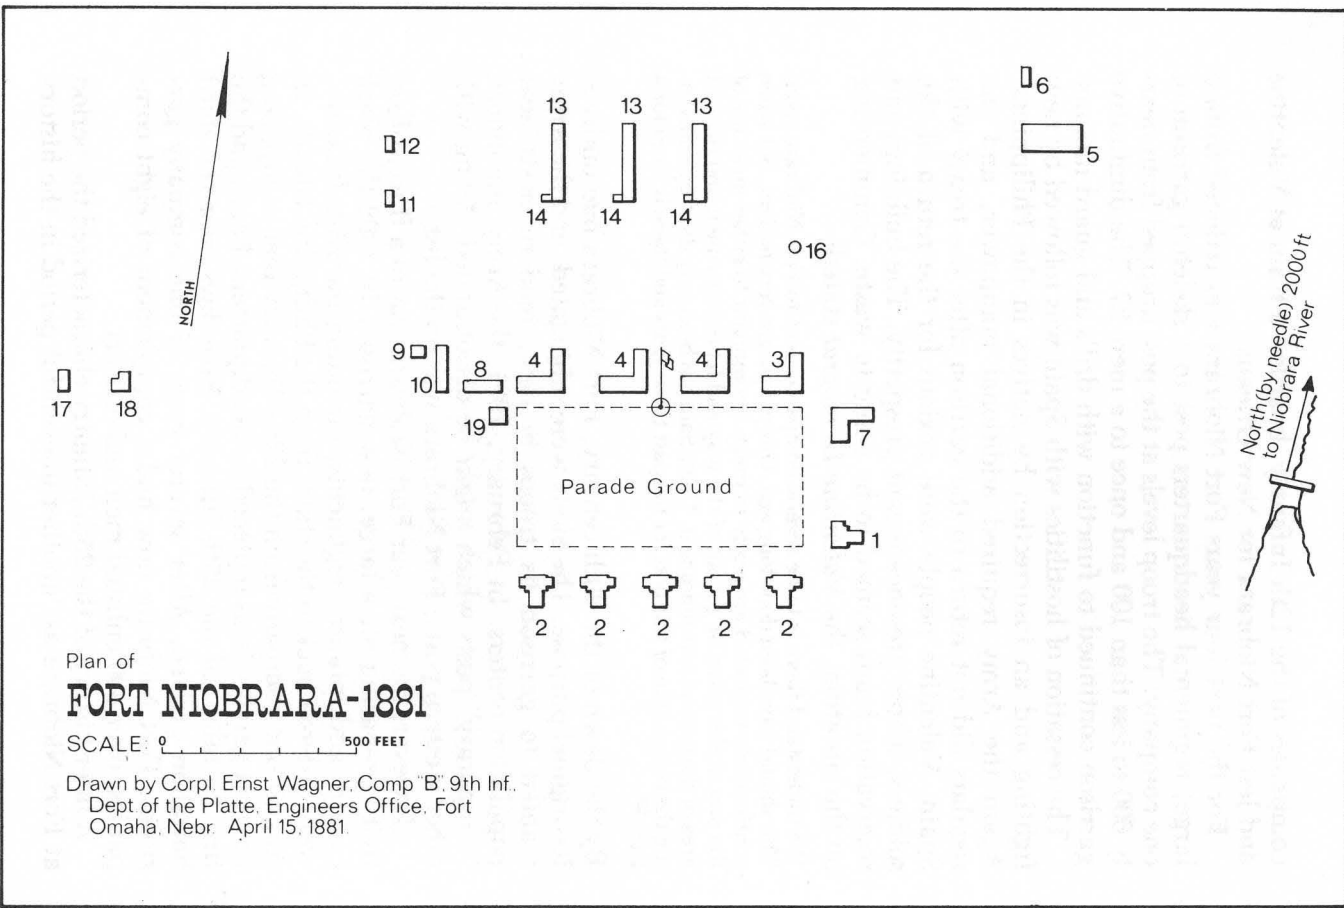 6
13 13 13
12
5
11
14 14 14
16
NORTH
North (by needle) 2000 ft
to Niobrara River
9
4 4 4 3
8
10
17 18
19
7
Parade Ground
1
2 2 2 2 2
Plan of
FORT NIOBRARA-1881
SCALE: 0 500 FEET
Drawn by Corpl. Ernst Wagner, Comp "B", 9th Inf.,
Dept of the Platte, Engineers Office, Fort
Omaha, Nebr. April 15, 1881.